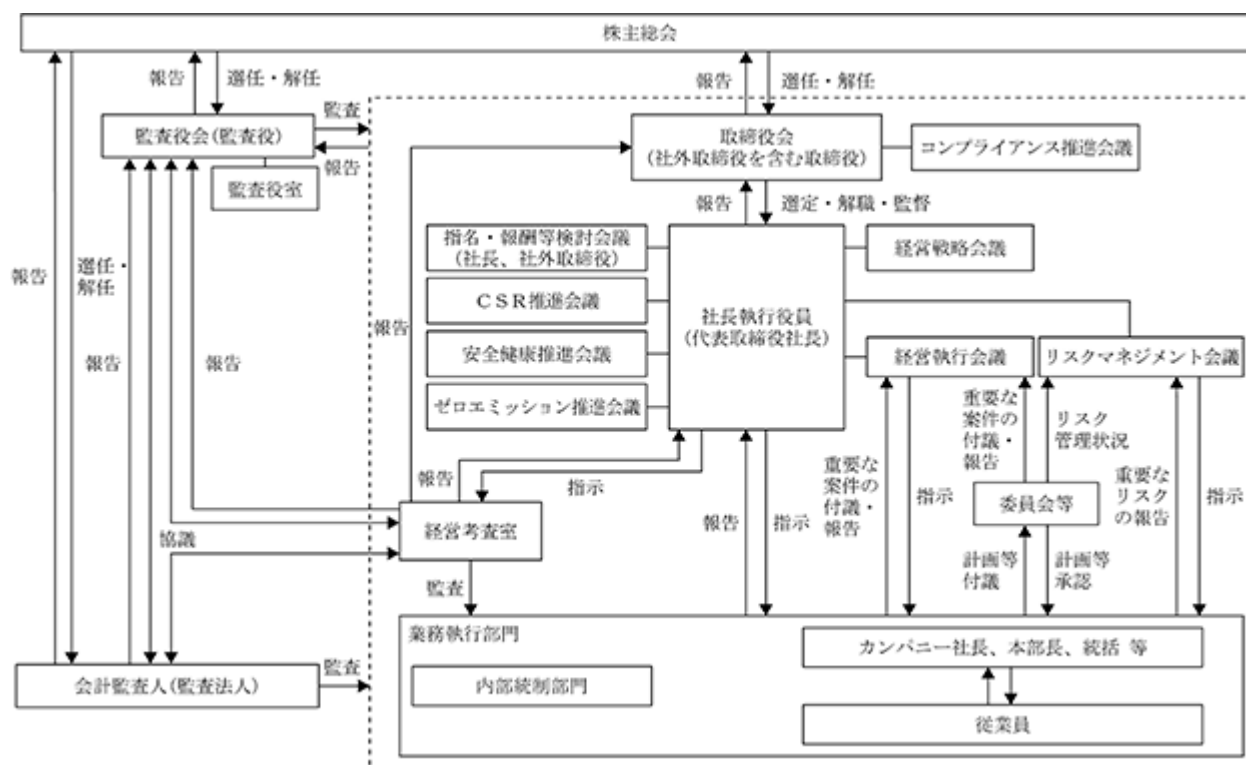 株主総会
報告
選任・解任
報告
選任・解任
監査
監査役会(監査役)
報告
監査役室
取締役会
(社外取締役を含む取締役)
コンプライアンス推進会議
報告
選定・解職・監督
指名・報酬等検討会議
(社長、社外取締役)
経営戦略会議
報告
選任・
解任
CSR推進会議
社長執行役員
(代表取締役社長)
報告
安全健康推進会議
経営執行会議
リスクマネジメント会議
報告
報告
ゼロエミッション推進会議
重要な
案件の
付議・
報告
リスク
管理状況
報告
指示
重要な
案件の
付議・
報告
指示
委員会等
重要な
リスク
の報告
指示
経営考査室
報告
指示
協議
計画等
付議
計画等
承認
監査
業務執行部門
カンパニー社長、本部長、統括 等
監査
会計監査人(監査法人)
内部統制部門
従業員